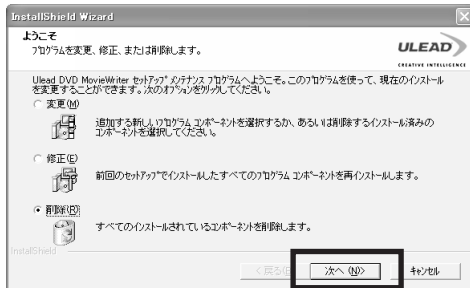 InstallShield Wizard
ようこそ
プログラムを変更、修正、または削除します。
ULEAD
CREATIVE INTELLIGENCE
Ulead DVD MovieWriter セットアップ メンテナンス プログラムへようこそ。このプログラムを使って、現在のインストール
を変更することができます。次のオプションをクリックしてください。
変更(M)
追加する新しいプログラム コンポーネントを選択するか、あるいは削除するインストール済みの
コンポーネントを選択してください。
修正(E)
前回のセットアップでインストールしたすべてのプログラム コンポーネントを再インストールします。
削除(R)
すべてのインストールされているコンポーネントを削除します。
InstallShield
< 戻る(B)
次へ (N)>
キャンセル